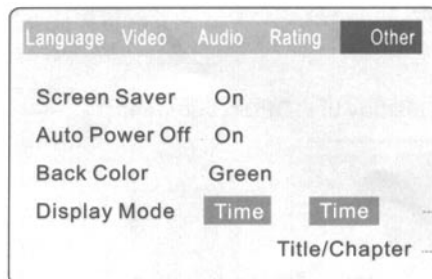 Language Video Audio Rating Other
Screen Saver On
Auto Power Off On
Back Color Green
Display Mode Time Time
Title/Chapter